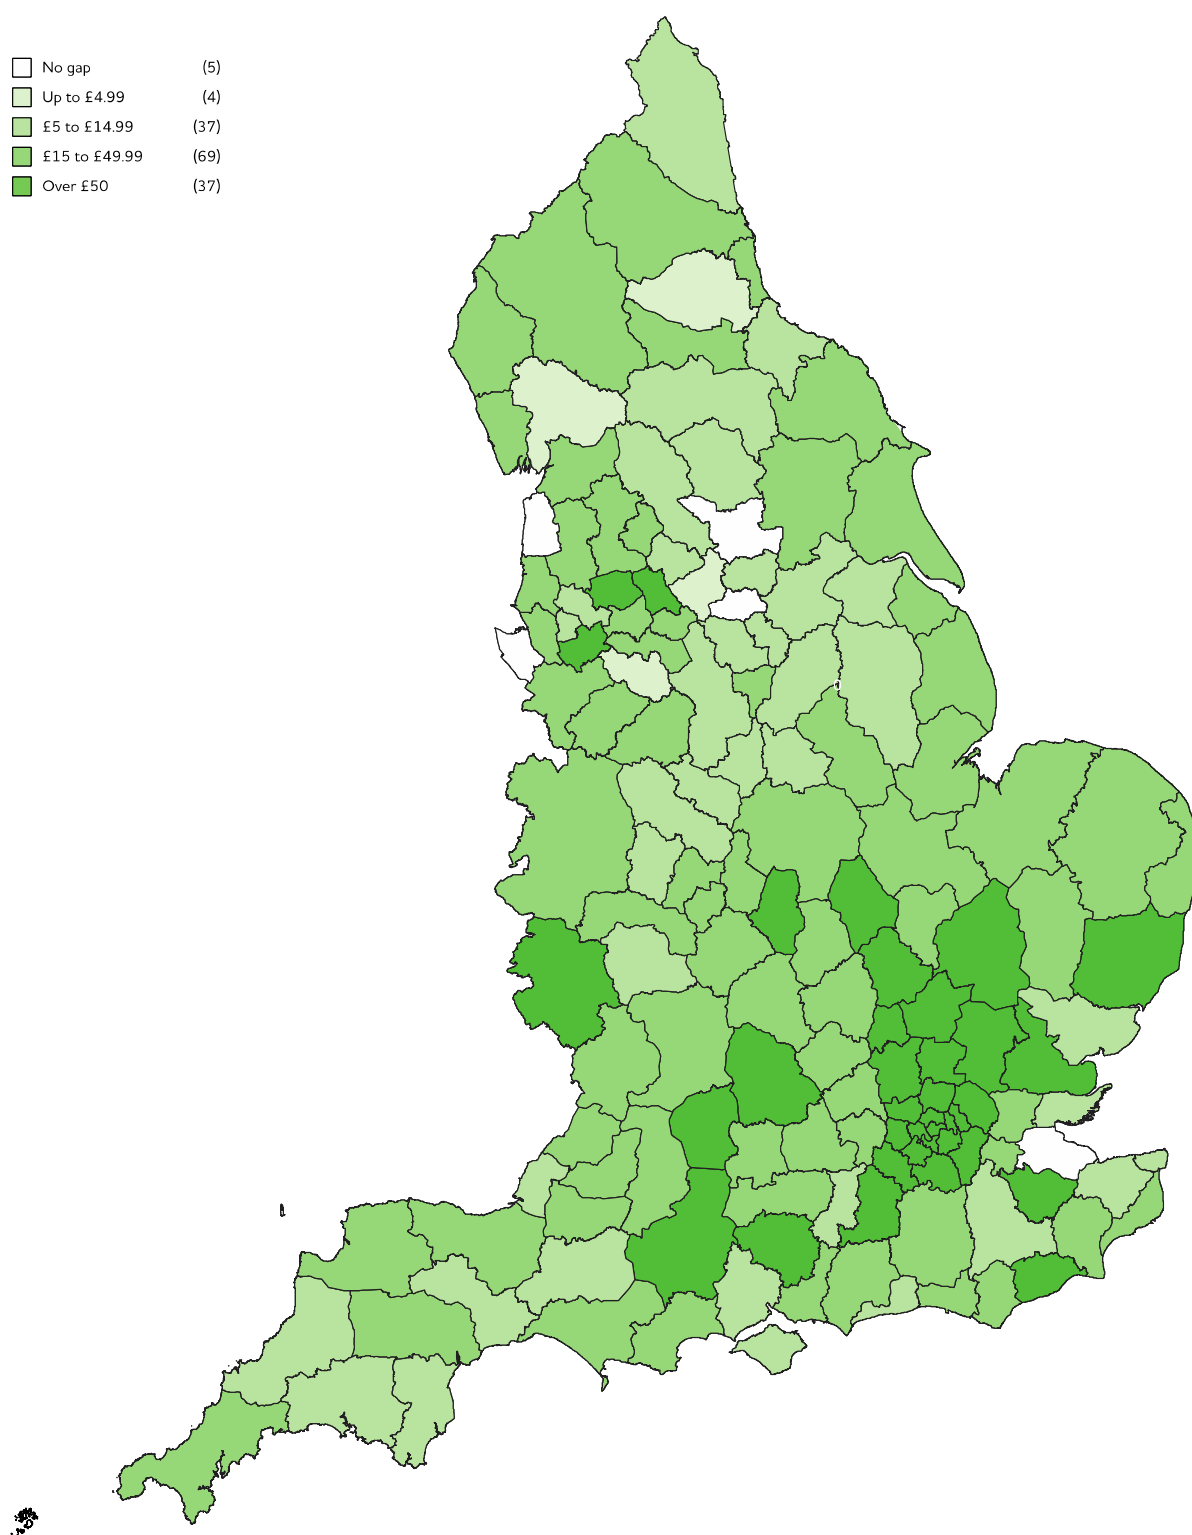 No gap (5)
Up to £4.99 (4)
£5 to £14.99 (37)
£15 to £49.99 (69)
Over £50 (37)